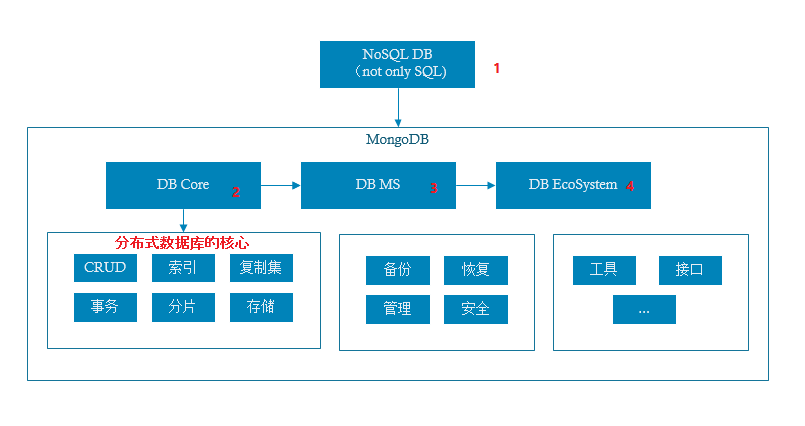 NoSQL DB
（not only SQL)
1
MongoDB
DB Core
2
DB MS
3
DB EcoSystem
4
分布式数据库的核心
CRUD
索引
复制集
事务
分片
存储
备份
恢复
管理
安全
工具
接口
...